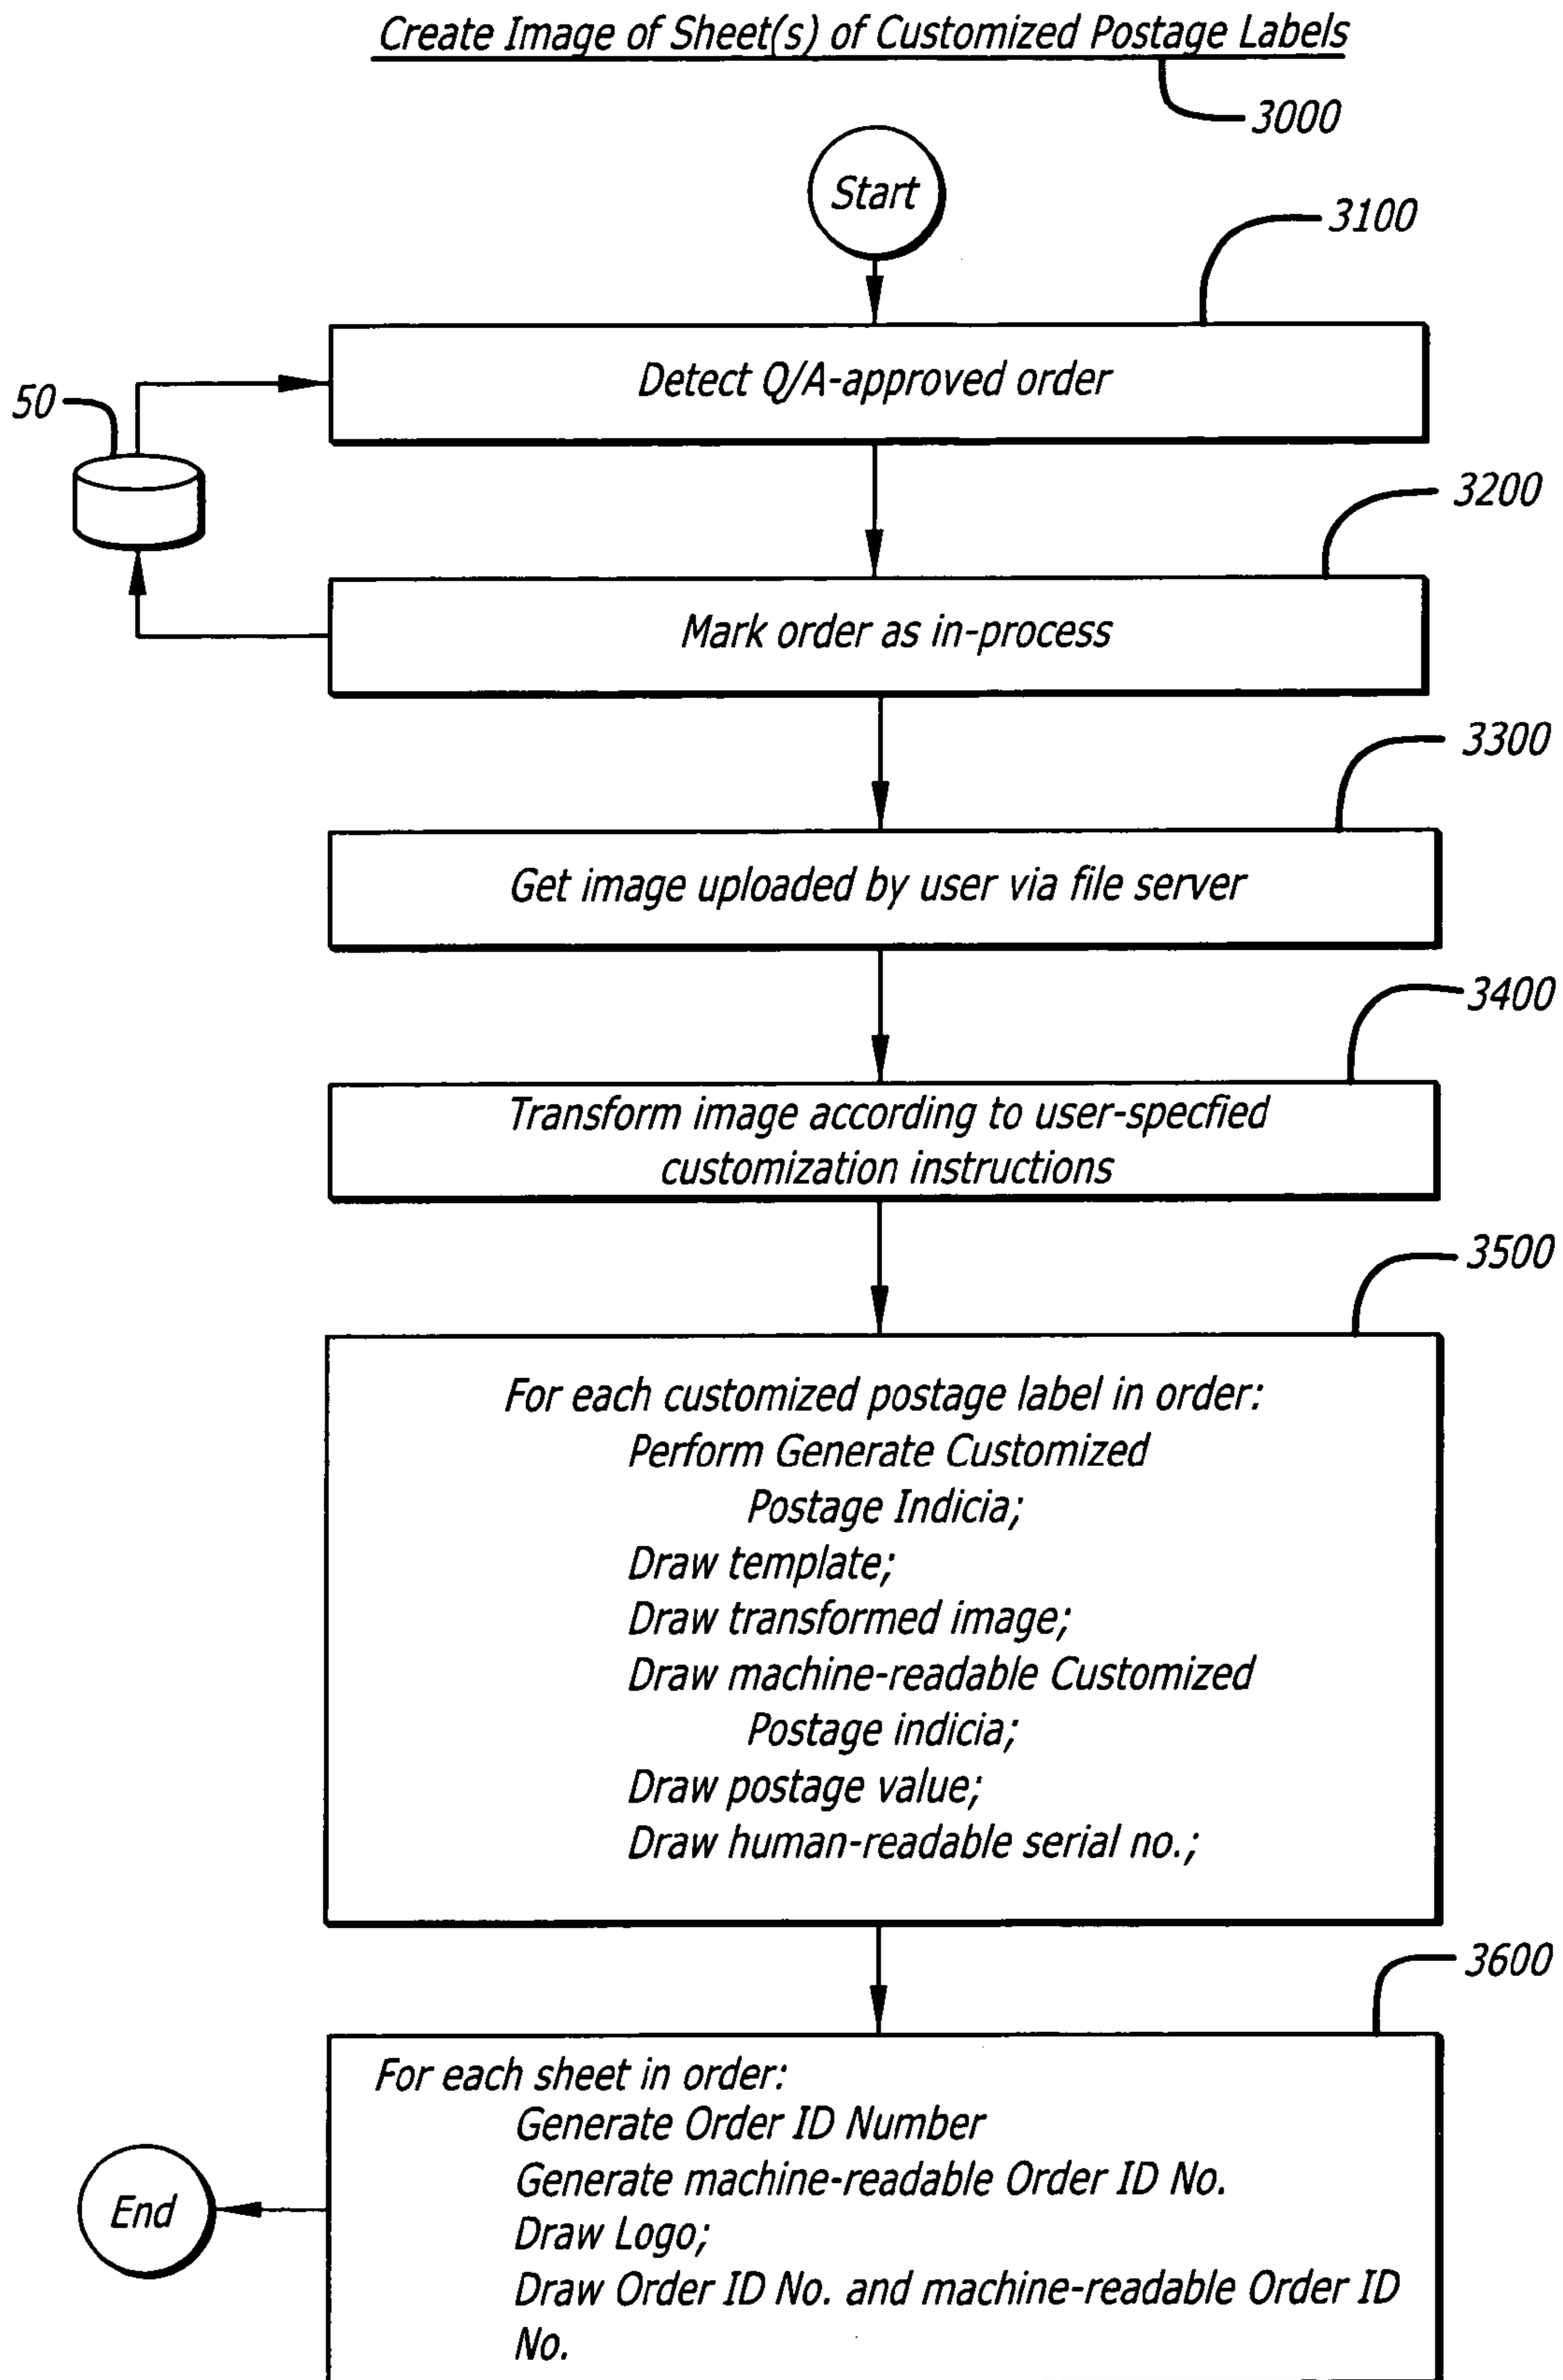 Create Image of Sheet(s) of Customized Postage Labels
3000
Start
3100
Detect Q/A-approved order
50
3200
Mark order as in-process
3300
Get image uploaded by user via file server
3400
Transform image according to user-specfied
customization instructions
3500
For each customized postage label in order:
Perform Generate Customized
Postage Indicia;
Draw template;
Draw transformed image;
Draw machine-readable Customized
Postage indicia;
Draw postage value;
Draw human-readable serial no.;
3600
For each sheet in order:
Generate Order ID Number
Generate machine-readable Order ID No.
Draw Logo;
Draw Order ID No. and machine-readable Order ID
No.
End